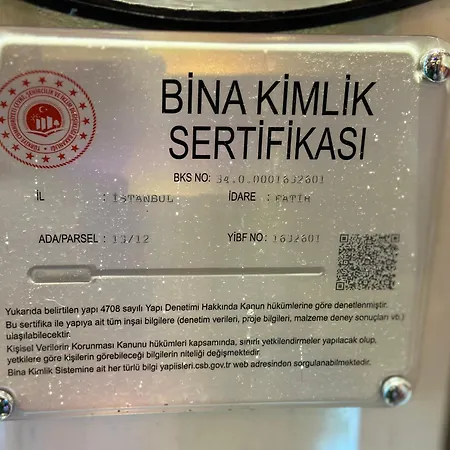 BİNA KİMLİK
SERTİFİKASI
BKS NO: 34.0.0001632601
İL : İSTANBUL İDARE : FATİH
ADA/PARSEL : 13/12 YİBF NO: 1632601
Yukarıda belirtilen yapı 4708 sayılı Yapı Denetimi Hakkında Kanun hükümlerine göre denetlenmiştir.
Bu sertifika ile yapıya ait tüm inşai bilgilere (denetim verileri, proje bilgileri, malzeme deney sonuçları vb.)
ulaşılabilecektir.
Kişisel Verilerin Korunması Kanunu hükümleri kapsamında, sınırlı yetkilendirmeler yapılacak olup,
yetkilere göre kişilerin görebileceği bilgilerin niteliği değişmektedir.
Bina Kimlik Sistemine ait her türlü bilgi yapiisleri.csb.gov.tr web adresinden sorgulanabilmektedir.